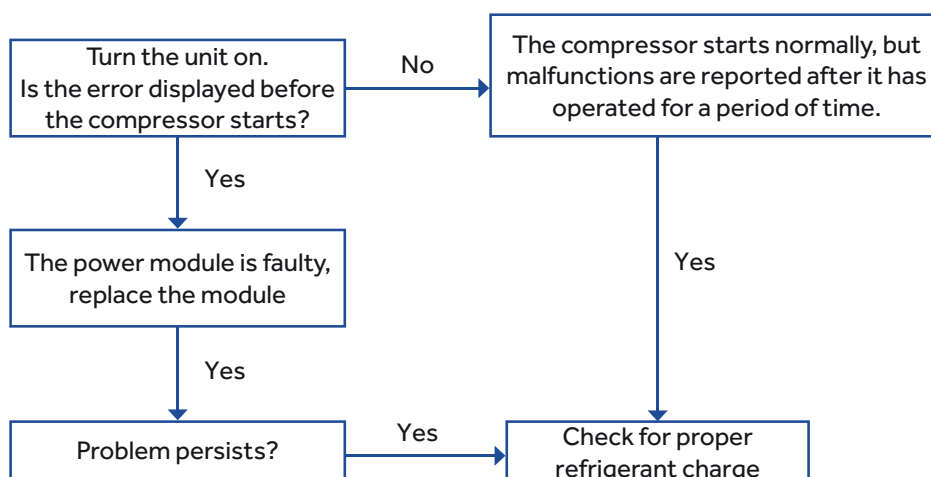 Turn the unit on.
Is the error displayed before
the compressor starts?
No
The compressor starts normally, but
malfunctions are reported after it has
operated for a period of time.
Yes
The power module is faulty,
replace the module
Yes
Yes
Problem persists?
Yes
Check for proper
refrigerant charge